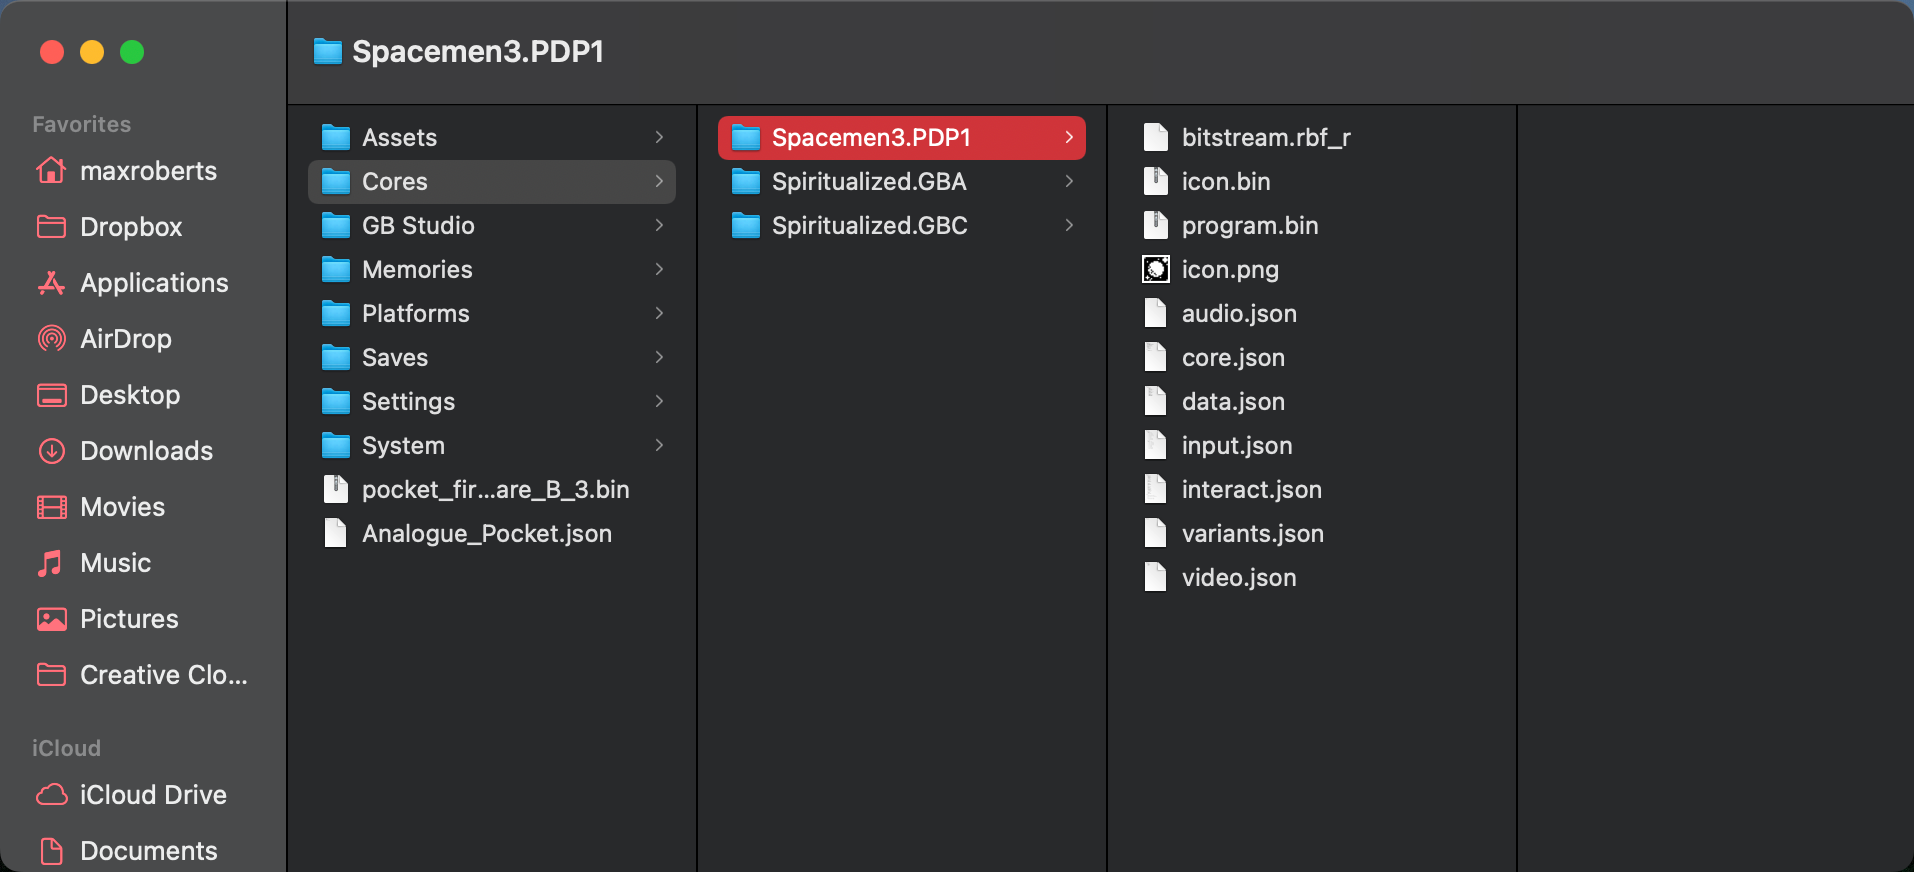 Spacemen3.PDP1
Favorites
maxroberts
Dropbox
Applications
AirDrop
Desktop
Downloads
Movies
Music
Pictures
Creative Clo...
iCloud
iCloud Drive
Documents
Assets
Cores
GB Studio
Memories
Platforms
Saves
Settings
System
pocket_fir...are_B_3.bin
Analogue_Pocket.json
Spacemen3.PDP1
Spiritualized.GBA
Spiritualized.GBC
bitstream.rbf_r
icon.bin
program.bin
icon.png
audio.json
core.json
data.json
input.json
interact.json
variants.json
video.json